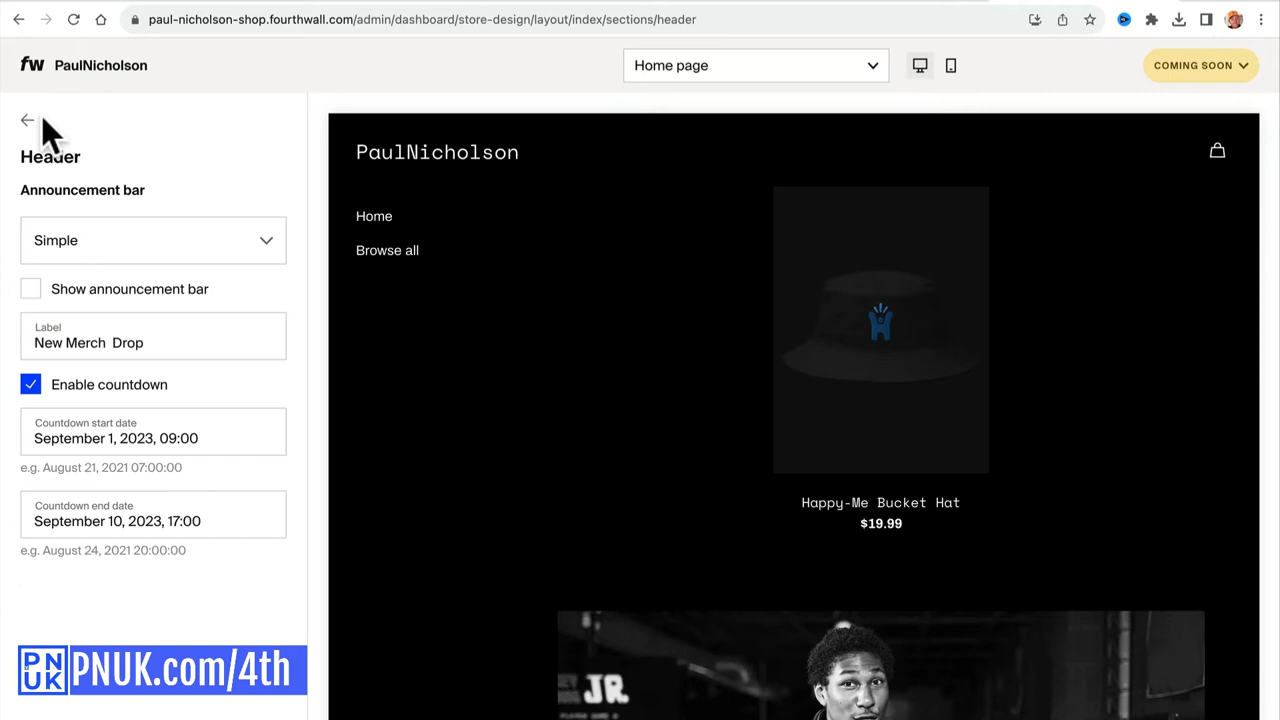 paul-nicholson-shop.fourthwall.com/admin/dashboard/store-design/layout/index/sections/header
fw PaulNicholson
Home page
COMING SOON
Header
Announcement bar
Simple
Show announcement bar
Label
New Merch Drop
Enable countdown
Countdown start date
September 1, 2023, 09:00
e.g. August 21, 2021 07:00:00
Countdown end date
September 10, 2023, 17:00
e.g. August 24, 2021 20:00:00
PN
UK
PNUK.com/4th
PaulNicholson
Home
Browse all
Happy-Me Bucket Hat
$19.99
JR.